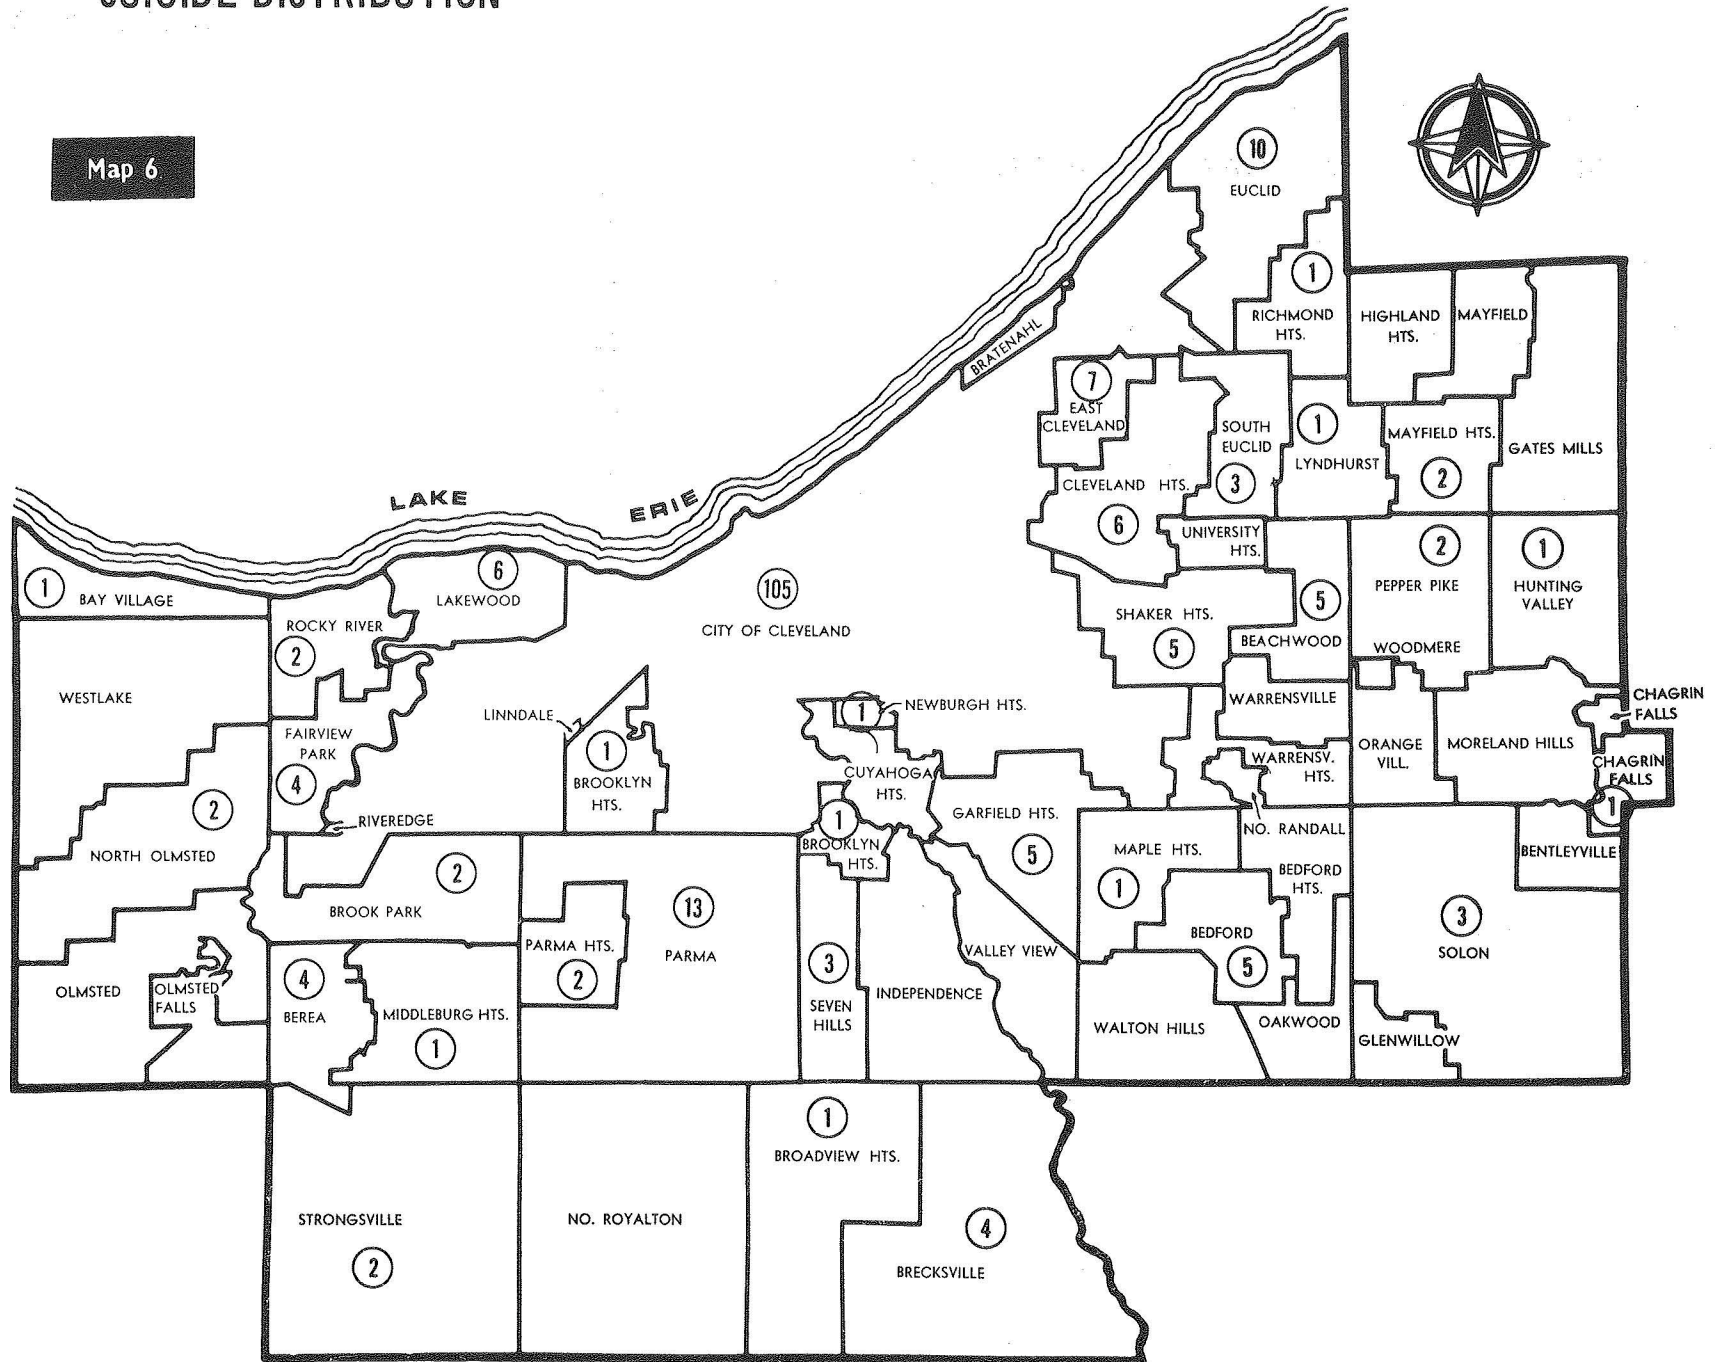 SUICIDE DISTRIBUTION
Map 6
10
EUCLID
1
RICHMOND
HTS.
HIGHLAND
HTS.
MAYFIELD
BRATENAHL
7
EAST
CLEVELAND
SOUTH
EUCLID
3
1
LYNDHURST
MAYFIELD HTS.
2
GATES MILLS
CLEVELAND HTS.
6
UNIVERSITY
HTS.
2
PEPPER PIKE
1
HUNTING
VALLEY
LAKE ERIE
1
BAY VILLAGE
6
LAKEWOOD
105
CITY OF CLEVELAND
ROCKY RIVER
2
SHAKER HTS.
5
5
BEACHWOOD
WOODMERE
WESTLAKE
WARRENSVILLE
CHAGRIN
FALLS
LINNDALE
1
NEWBURGH HTS.
FAIRVIEW
PARK
4
1
BROOKLYN
HTS.
CUYAHOGA
HTS.
WARRENSV.
HTS.
ORANGE
VILL.
MORELAND HILLS
CHAGRIN
FALLS
1
2
RIVEREDGE
1
BROOKLYN
HTS.
GARFIELD HTS.
5
NO. RANDALL
NORTH OLMSTED
2
BROOK PARK
MAPLE HTS.
1
BEDFORD
HTS.
BENTLEYVILLE
13
PARMA
PARMA HTS.
2
3
SEVEN
HILLS
VALLEY VIEW
INDEPENDENCE
BEDFORD
5
3
SOLON
OLMSTED
OLMSTED
FALLS
4
BEREA
MIDDLEBURG HTS.
1
WALTON HILLS
OAKWOOD
GLENWILLOW
1
BROADVIEW HTS.
STRONGSVILLE
2
NO. ROYALTON
4
BRECKSVILLE